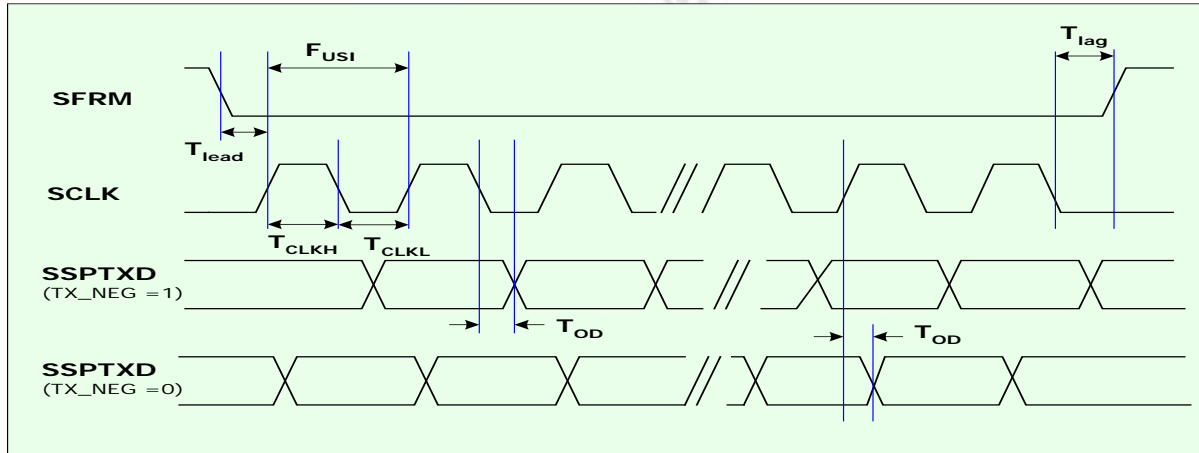 F_USI
T_lag
SFRM
T_lead
SCLK
T_CLKH
T_CLKL
SSPTXD
(TX_NEG =1)
T_OD
T_OD
SSPTXD
(TX_NEG =0)